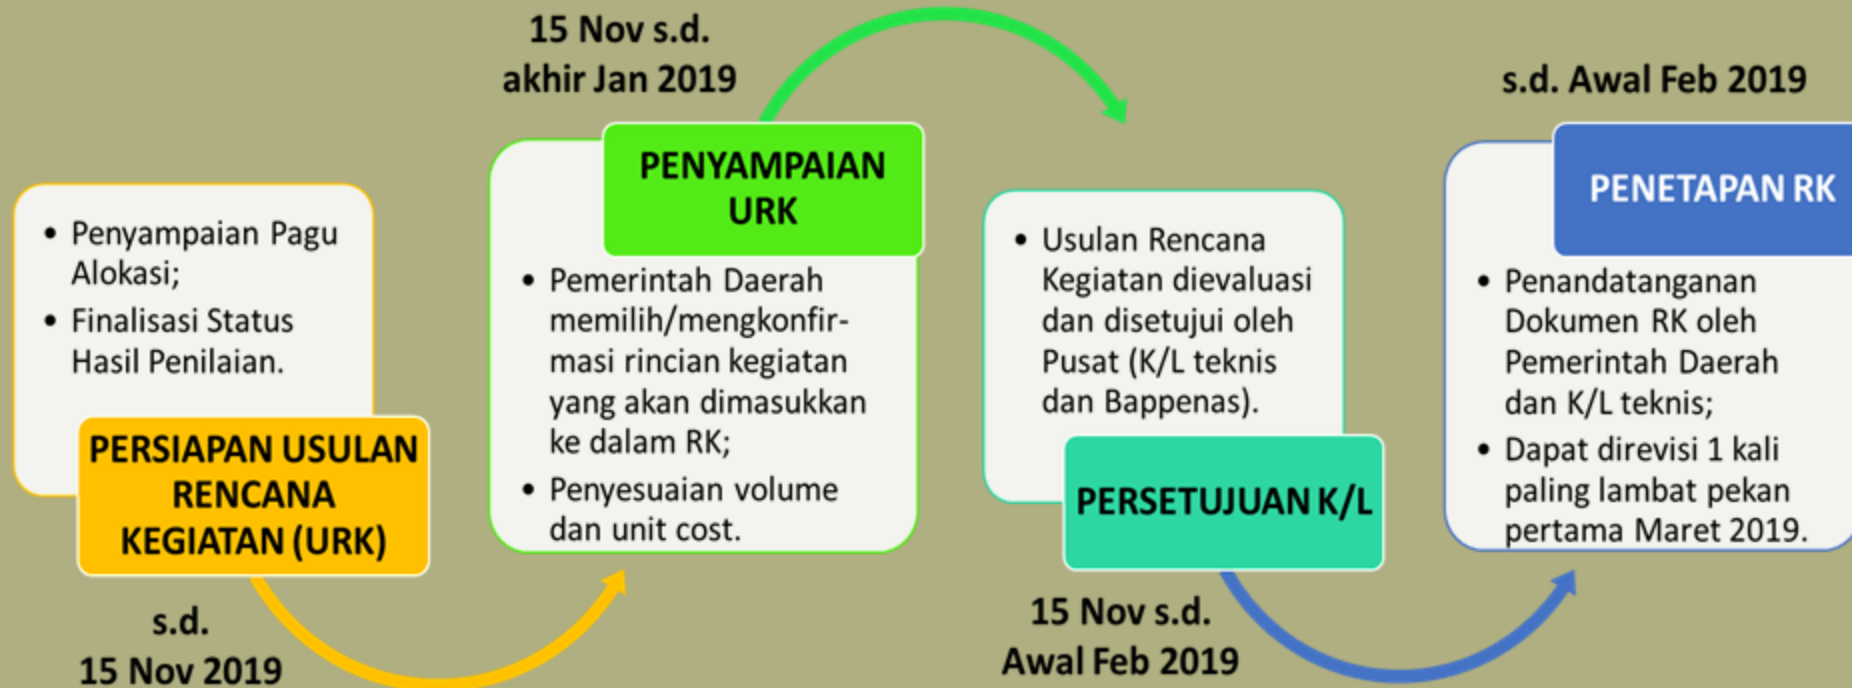 • Penyampaian Pagu
Alokasi;
• Finalisasi Status
Hasil Penilaian.
PERSIAPAN USULAN
RENCANA
KEGIATAN (URK)
s.d.
15 Nov 2019
15 Nov s.d.
akhir Jan 2019
PENYAMPAIAN
URK
• Pemerintah Daerah
memilih/mengkonfir-
masi rincian kegiatan
yang akan dimasukkan
ke dalam RK;
• Penyesuaian volume
dan unit cost.
• Usulan Rencana
Kegiatan dievaluasi
dan disetujui oleh
Pusat (K/L teknis
dan Bappenas).
PERSETUJUAN K/L
15 Nov s.d.
Awal Feb 2019
s.d. Awal Feb 2019
PENETAPAN RK
• Penandatanganan
Dokumen RK oleh
Pemerintah Daerah
dan K/L teknis;
• Dapat direvisi 1 kali
paling lambat pekan
pertama Maret 2019.